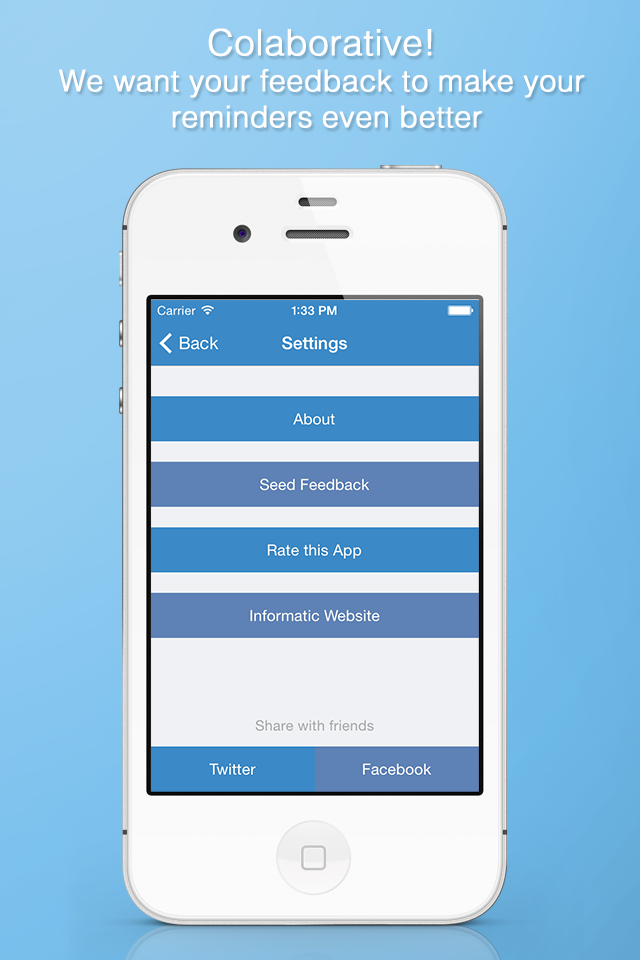 Colaborative!
We want your feedback to make your
reminders even better
Carrier 1:33 PM
Back Settings
About
Seed Feedback
Rate this App
Informatic Website
Share with friends
Twitter Facebook